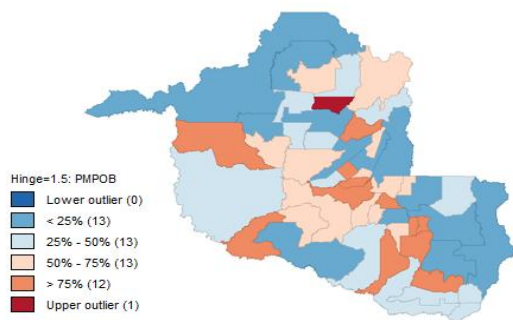 Hinge=1.5: PMPOB
Lower outlier (0)
< 25% (13)
25% - 50% (13)
50% - 75% (13)
> 75% (12)
Upper outlier (1)